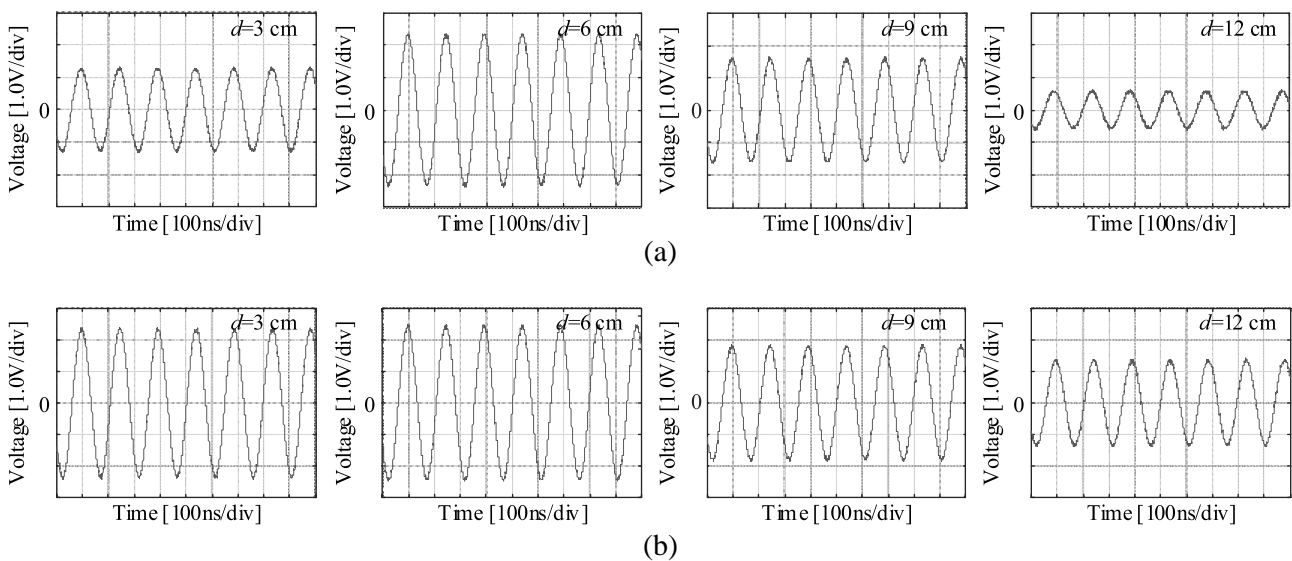 d=3 cm
Voltage [1.0V/div]
0
Time [100ns/div]
d=6 cm
Voltage [1.0V/div]
0
Time [100ns/div]
d=9 cm
Voltage [1.0V/div]
0
Time [100ns/div]
d=12 cm
Voltage [1.0V/div]
0
Time [100ns/div]
(a)
d=3 cm
Voltage [1.0V/div]
0
Time [100ns/div]
d=6 cm
Voltage [1.0V/div]
0
Time [100ns/div]
d=9 cm
Voltage [1.0V/div]
0
Time [100ns/div]
d=12 cm
Voltage [1.0V/div]
0
Time [100ns/div]
(b)